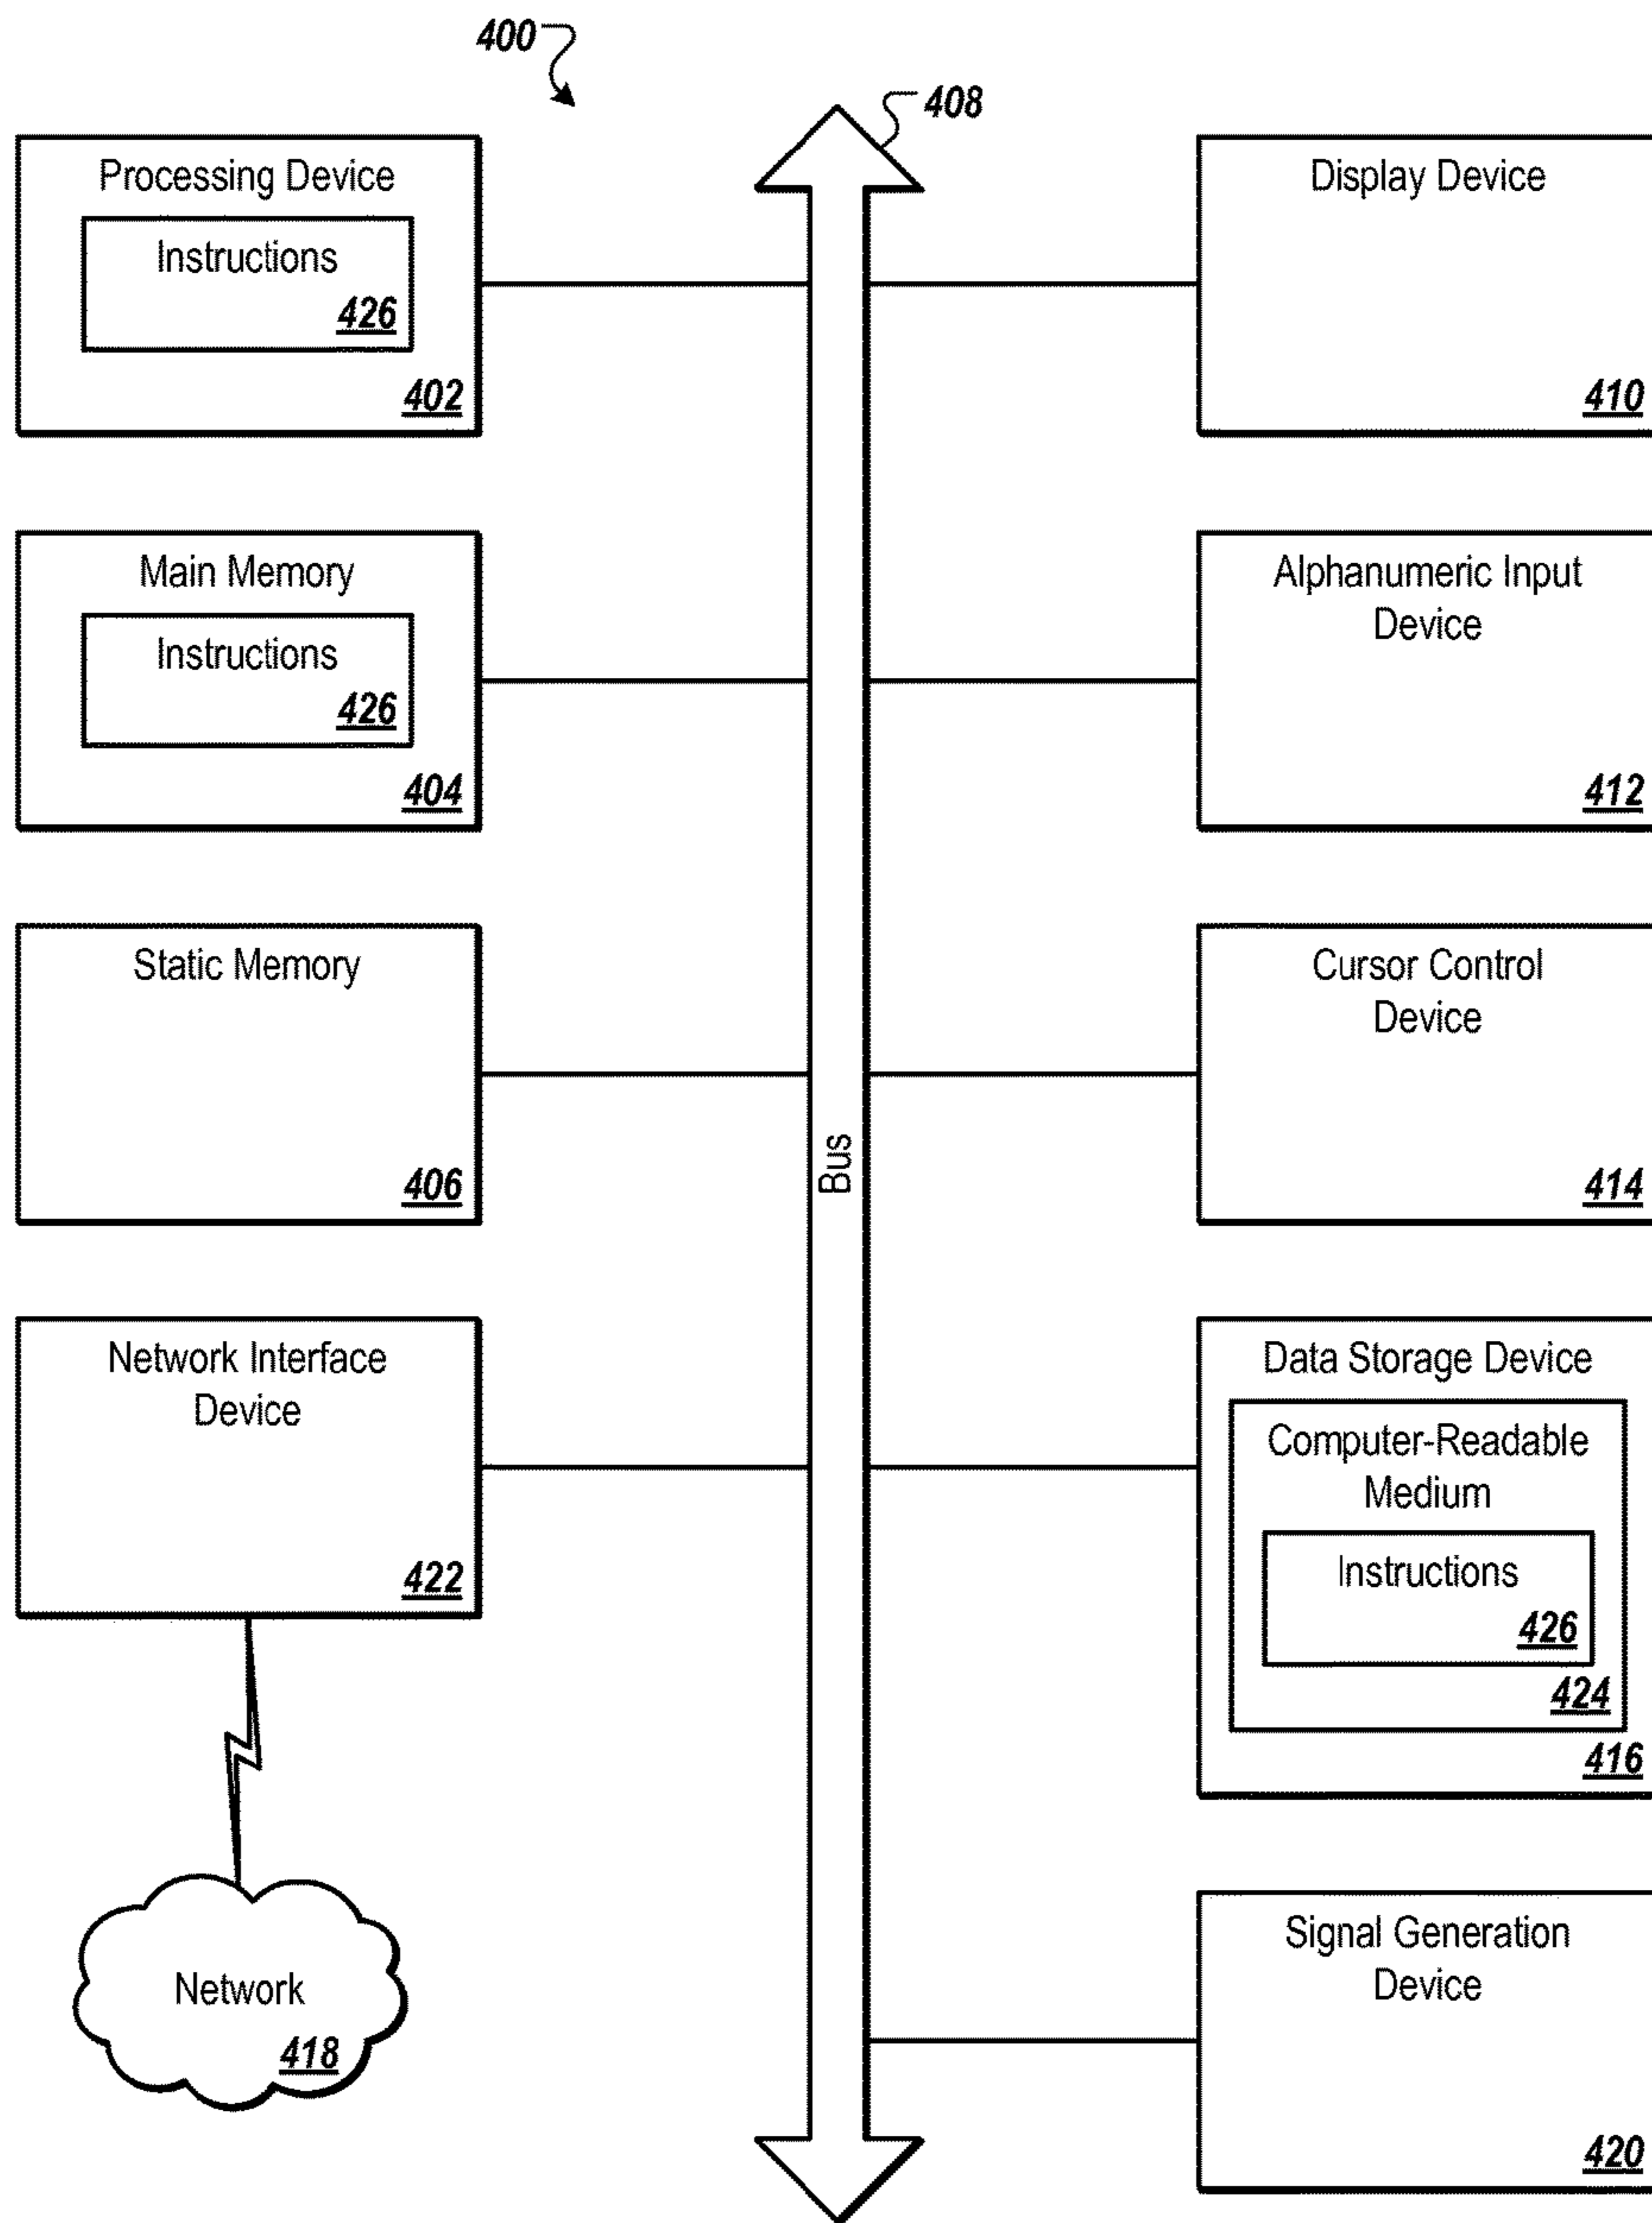 400
408
Processing Device
Instructions
426
402
Main Memory
Instructions
426
404
Static Memory
406
Network Interface
Device
422
Network
418
Bus
Display Device
410
Alphanumeric Input
Device
412
Cursor Control
Device
414
Data Storage Device
Computer-Readable
Medium
Instructions
426
424
416
Signal Generation
Device
420